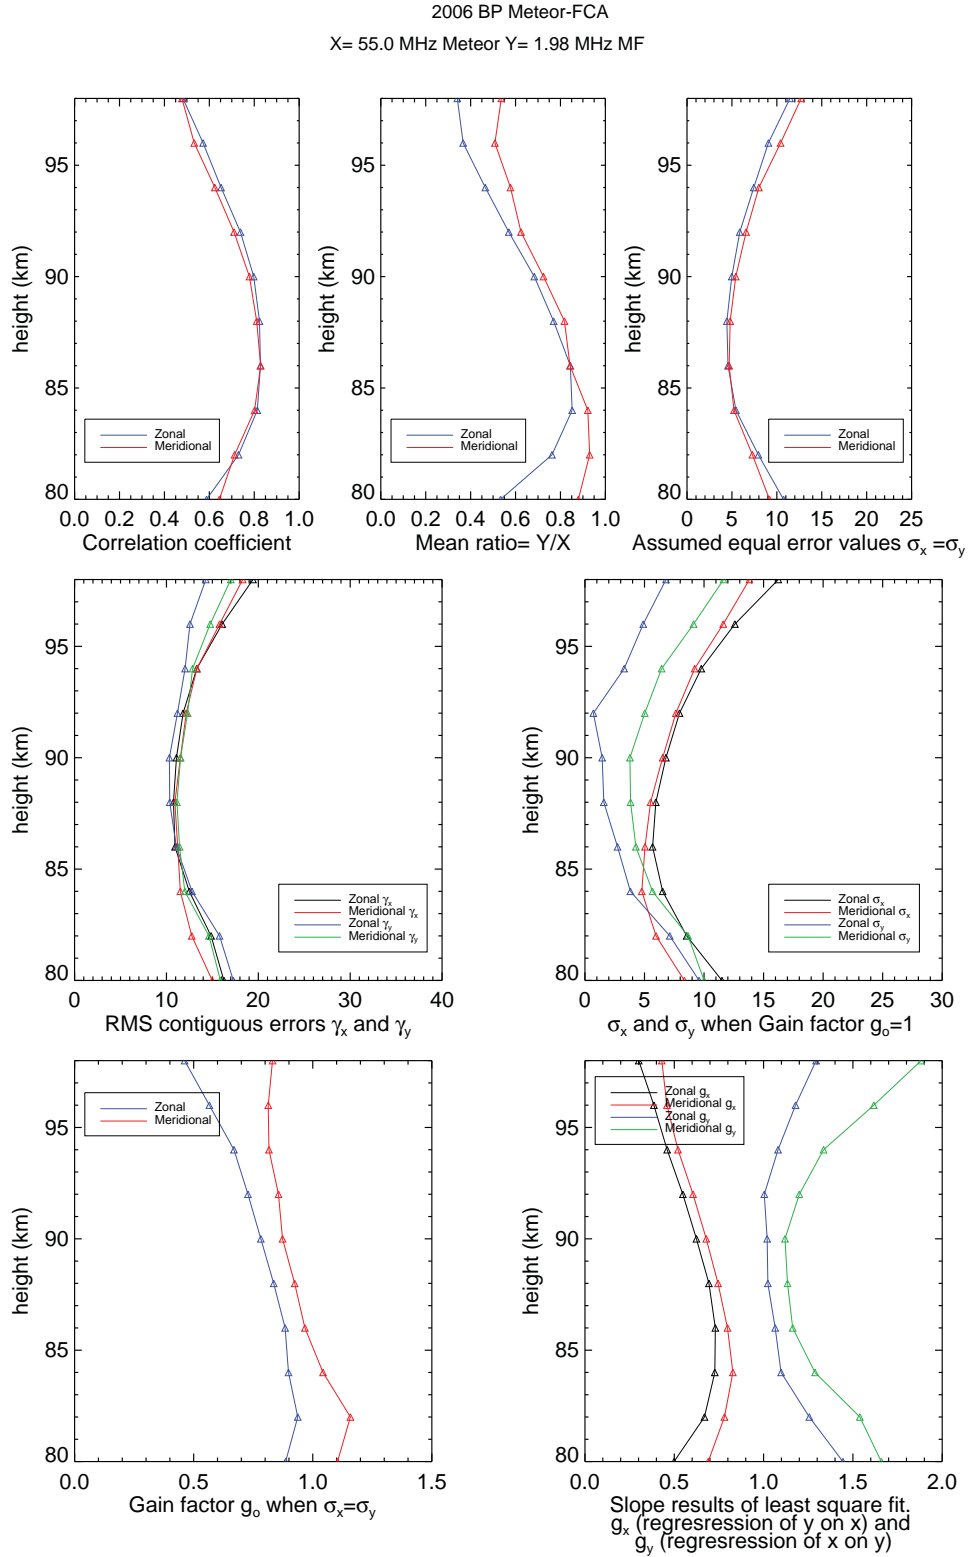 2006 BP Meteor-FCA
X= 55.0 MHz Meteor Y= 1.98 MHz MF
height (km)
95
90
85
80
Zonal
Meridional
0.0 0.2 0.4 0.6 0.8 1.0
Correlation coefficient
height (km)
95
90
85
80
Zonal
Meridional
0.0 0.2 0.4 0.6 0.8 1.0
Mean ratio= Y/X
height (km)
95
90
85
80
Zonal
Meridional
0 5 10 15 20 25
Assumed equal error values σx =σy
height (km)
95
90
85
80
Zonal γx
Meridional γx
Zonal γy
Meridional γy
0 10 20 30 40
RMS contiguous errors γx and γy
height (km)
95
90
85
80
Zonal σx
Meridional σx
Zonal σy
Meridional σy
0 5 10 15 20 25 30
σx and σy when Gain factor go=1
height (km)
95
90
85
80
Zonal
Meridional
0.0 0.5 1.0 1.5
Gain factor go when σx=σy
height (km)
95
90
85
80
Zonal gx
Meridional gx
Zonal gy
Meridional gy
0.0 0.5 1.0 1.5 2.0
Slope results of least square fit.
gx (regresression of y on x) and
gy (regresression of x on y)